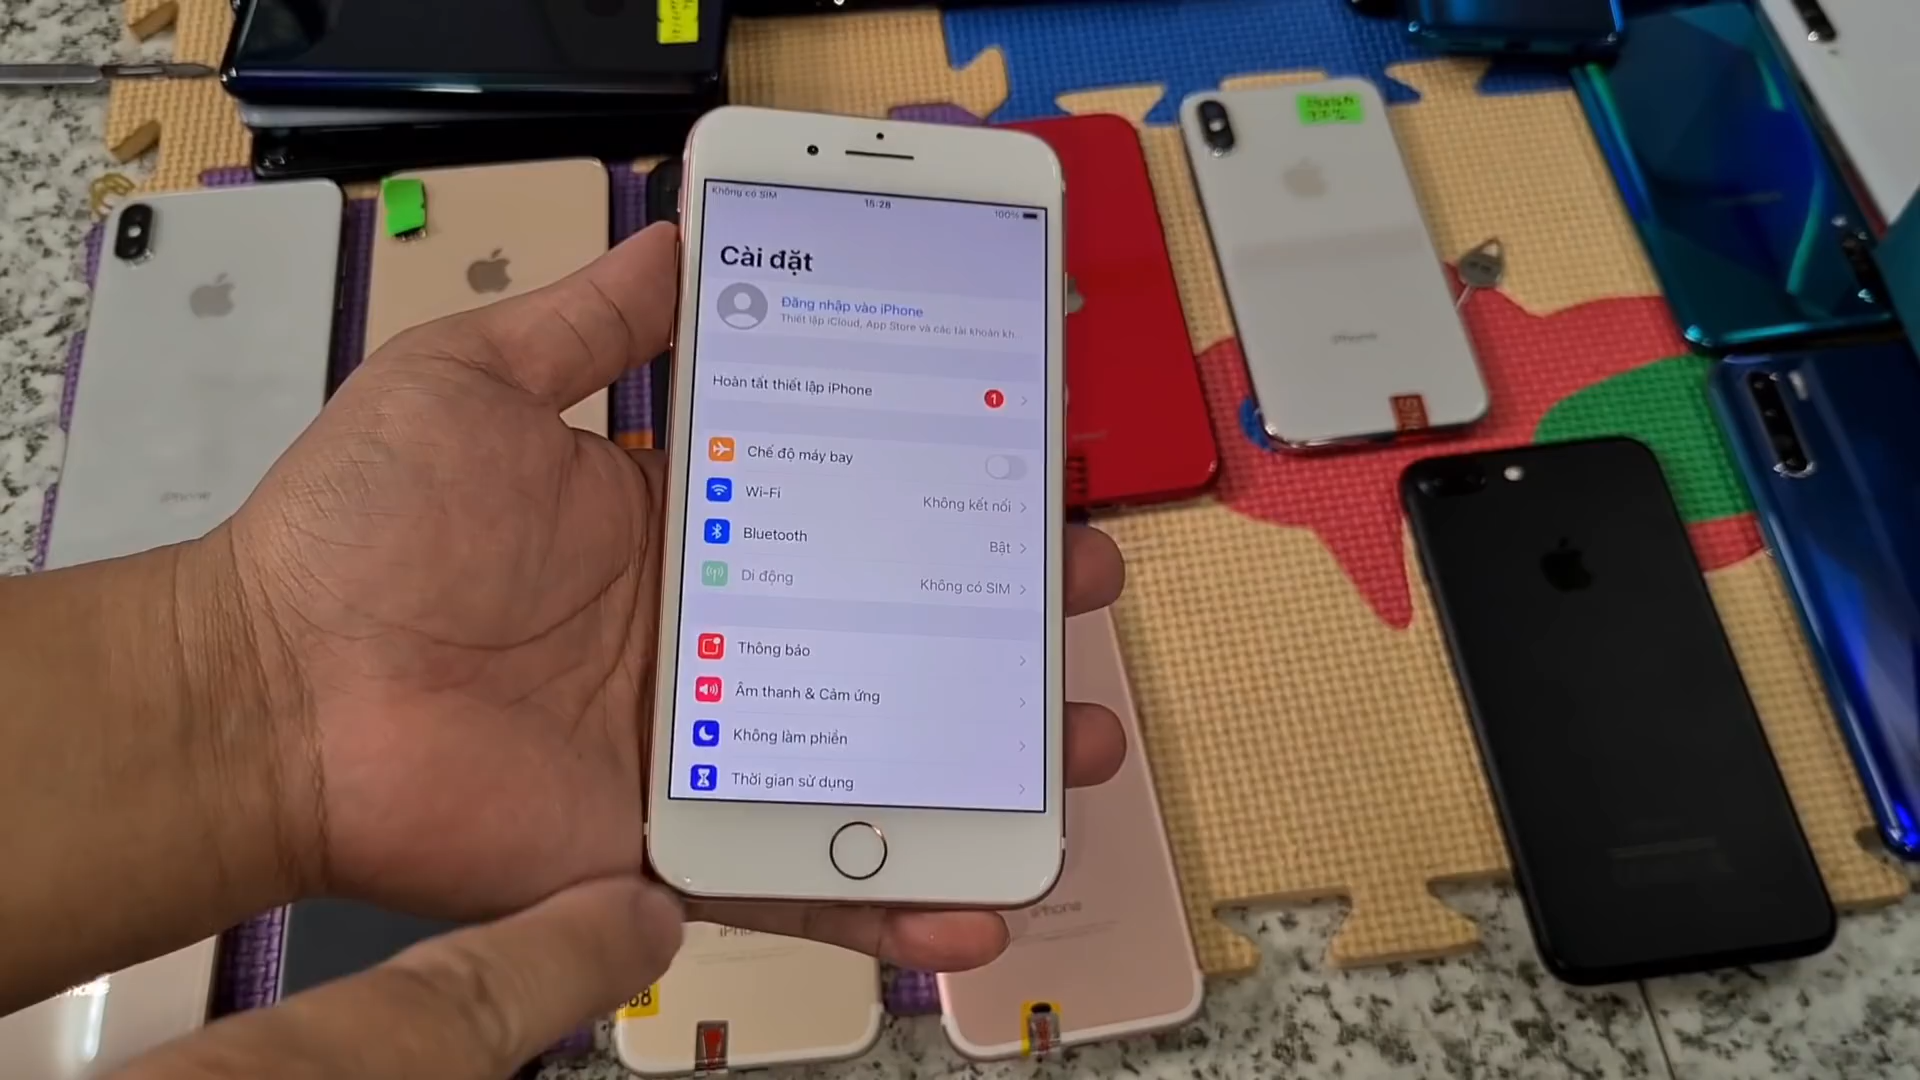 Không có SIM
15:28
100%
Cài đặt
Đăng nhập vào iPhone
Thiết lập iCloud, App Store và các tài khoản kh...
Hoàn tất thiết lập iPhone
1
Chế độ máy bay
Wi-Fi
Không kết nối
Bluetooth
Bật
Di động
Không có SIM
Thông báo
Âm thanh & Cảm ứng
Không làm phiền
Thời gian sử dụng
iPhone
iPhone
iPhone